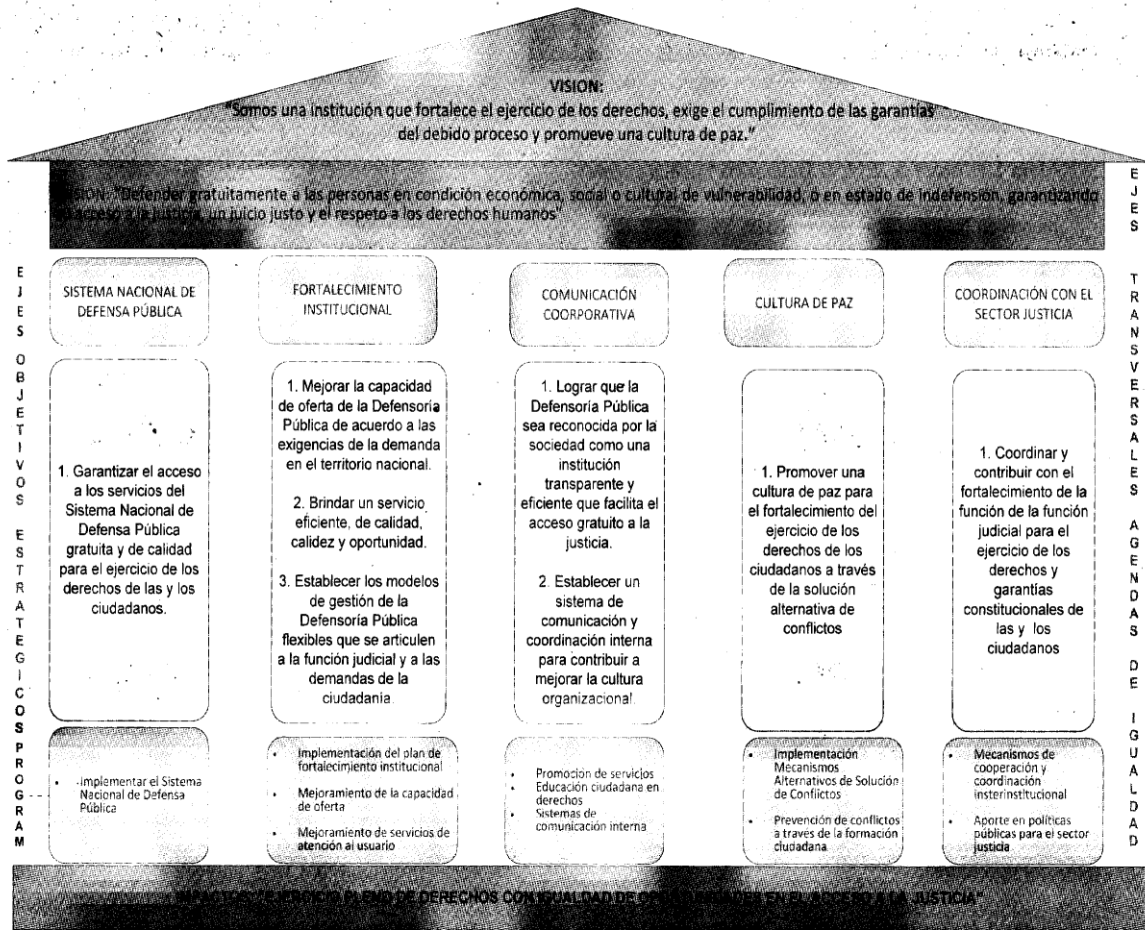 VISION:
"Somos una institución que fortalece el ejercicio de los derechos, exige el cumplimiento de las garantías
del debido proceso y promueve una cultura de paz."
"Defender gratuitamente a las personas en condición económica, social o cultural de vulnerabilidad, o en estado de indefensión, garantizando
acceso a la justicia, un juicio justo y el respeto a los derechos humanos"
EJES
TRANSVERSALES AGENDAS DE IGUALDAD
EJES OBJETIVOS ESTRATEGICOS PROGRAM
SISTEMA NACIONAL DE
DEFENSA PÚBLICA
FORTALECIMIENTO
INSTITUCIONAL
COMUNICACIÓN
COORPORATIVA
CULTURA DE PAZ
COORDINACIÓN CON EL
SECTOR JUSTICIA
1. Garantizar el acceso
a los servicios del
Sistema Nacional de
Defensa Pública
gratuita y de calidad
para el ejercicio de los
derechos de las y los
ciudadanos.
1. Mejorar la capacidad
de oferta de la Defensoría
Pública de acuerdo a las
exigencias de la demanda
en el territorio nacional.
2. Brindar un servicio
eficiente, de calidad,
calidez y oportunidad.
3. Establecer los modelos
de gestión de la
Defensoría Pública
flexibles que se articulen
a la función judicial y a las
demandas de la
ciudadanía.
1. Lograr que la
Defensoría Pública
sea reconocida por la
sociedad como una
institución
transparente y
eficiente que facilita el
acceso gratuito a la
justicia.
2. Establecer un
sistema de
comunicación y
coordinación interna
para contribuir a
mejorar la cultura
organizacional.
1. Promover una
cultura de paz para
el fortalecimiento del
ejercicio de los
derechos de los
ciudadanos a través
de la solución
alternativa de
conflictos
1. Coordinar y
contribuir con el
fortalecimiento de la
función de la función
judicial para el
ejercicio de los
derechos y
garantías
constitucionales de
las y los
ciudadanos
• Implementar el Sistema
Nacional de Defensa
Pública
• Implementación del plan de
fortalecimiento institucional
• Mejoramiento de la capacidad
de oferta
• Mejoramiento de servicios de
atención al usuario
• Promoción de servicios
• Educación ciudadana en
derechos
• Sistemas de
comunicación interna
• Implementación
Mecanismos
Alternativos de Solución
de Conflictos
• Prevención de conflictos
a través de la formación
ciudadana
• Mecanismos de
cooperación y
coordinación
insterinstitucional
• Aporte en políticas
públicas para el sector
justicia
EJERCICIO PLENO DE DERECHOS CON IGUALDAD DE EN EL ACCESO A LA JUSTICIA"